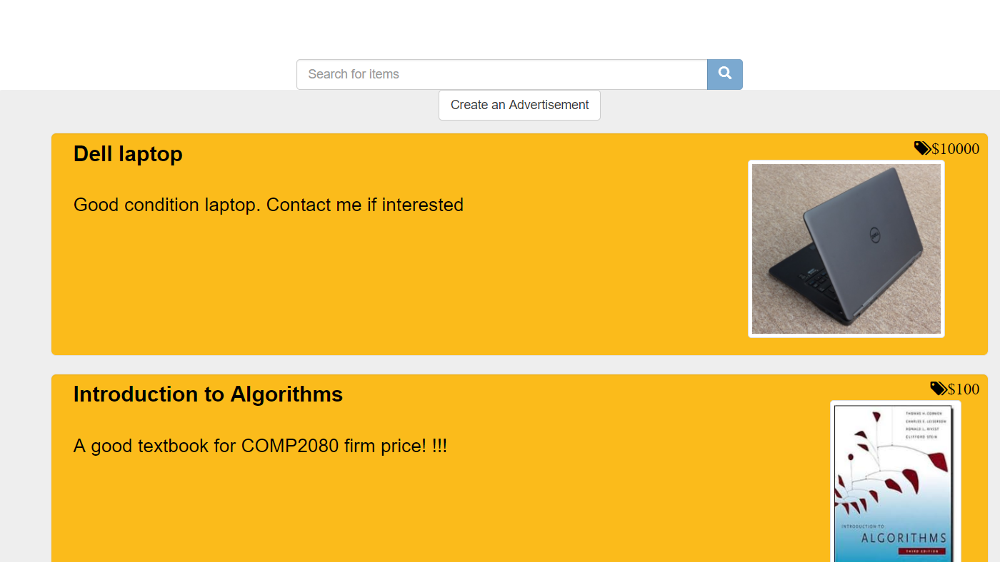 Search for items
Create an Advertisement
Dell laptop
$10000
Good condition laptop. Contact me if interested
DELL
Introduction to Algorithms
$100
A good textbook for COMP2080 firm price! !!!
THOMAS H. CORMEN
CHARLES E. LEISERSON
RONALD L. RIVEST
CLIFFORD STEIN
INTRODUCTION TO
ALGORITHMS
THIRD EDITION